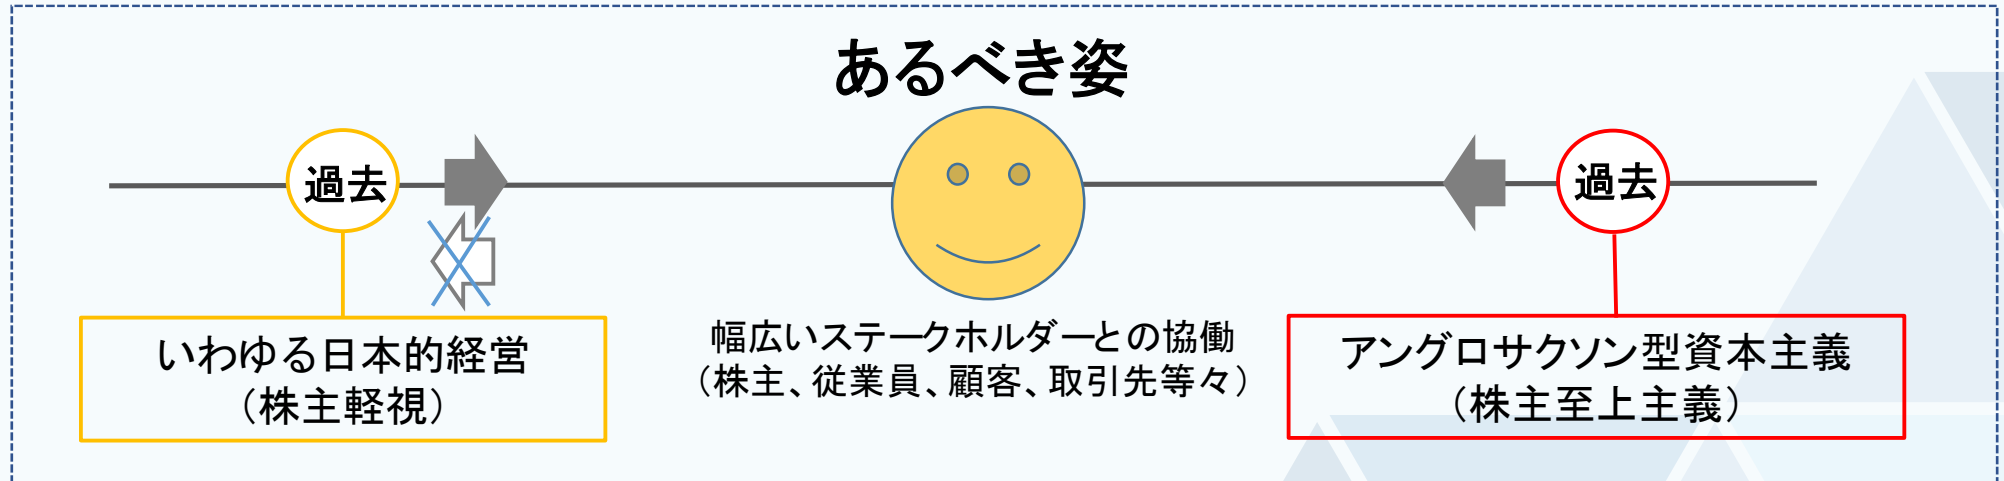 あるべき姿
過去
過去
いわゆる日本的経営
（株主軽視）
幅広いステークホルダーとの協働
（株主、従業員、顧客、取引先等々）
アングロサクソン型資本主義
（株主至上主義）